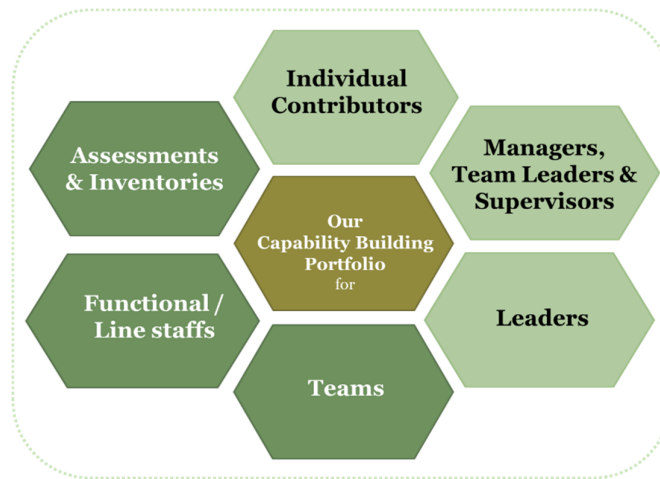 Individual
Contributors
Assessments
& Inventories
Managers,
Team Leaders &
Supervisors
Our
Capability Building
Portfolio
for
Functional /
Line staffs
Leaders
Teams